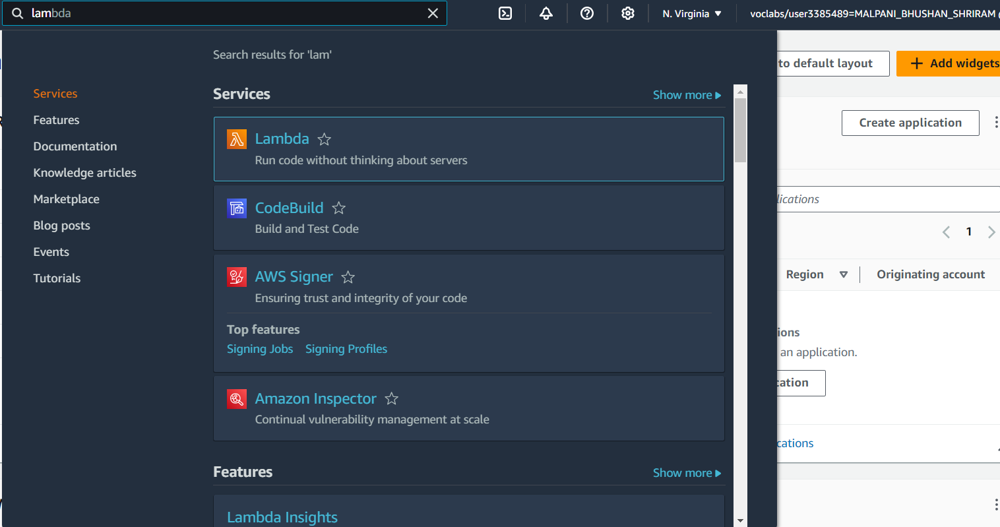 lambda
N. Virginia
voclabs/user3385489=MALPANI_BHUSHAN_SHRIRAM
Search results for 'lam'
Services
Features
Documentation
Knowledge articles
Marketplace
Blog posts
Events
Tutorials
Services
Show more
Lambda
Run code without thinking about servers
CodeBuild
Build and Test Code
AWS Signer
Ensuring trust and integrity of your code
Top features
Signing Jobs Signing Profiles
Amazon Inspector
Continual vulnerability management at scale
Features
Show more
Lambda Insights
to default layout
Add widgets
Create application
lications
1
Region
Originating account
ions
an application.
cation
cations